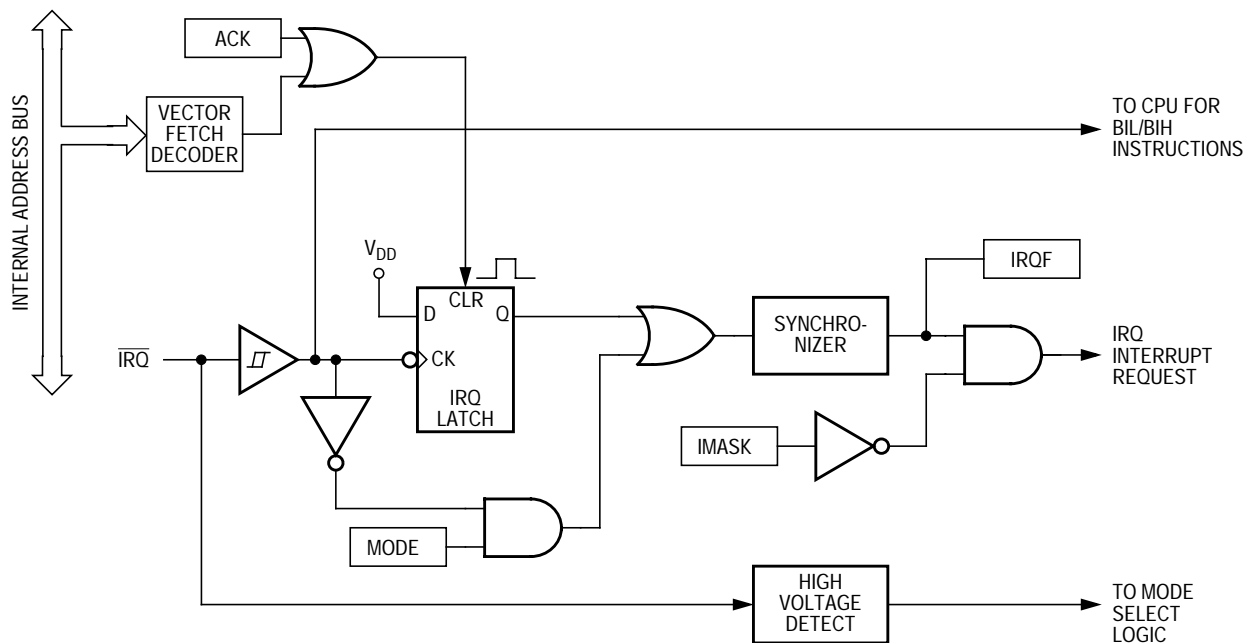 INTERNAL ADDRESS BUS
ACK
VECTOR
FETCH
DECODER
TO CPU FOR
BIL/BIH
INSTRUCTIONS
VDD
CLR
D
Q
CK
IRQ
LATCH
IRQ
SYNCHRO-
NIZER
IRQF
IRQ
INTERRUPT
REQUEST
IMASK
MODE
HIGH
VOLTAGE
DETECT
TO MODE
SELECT
LOGIC